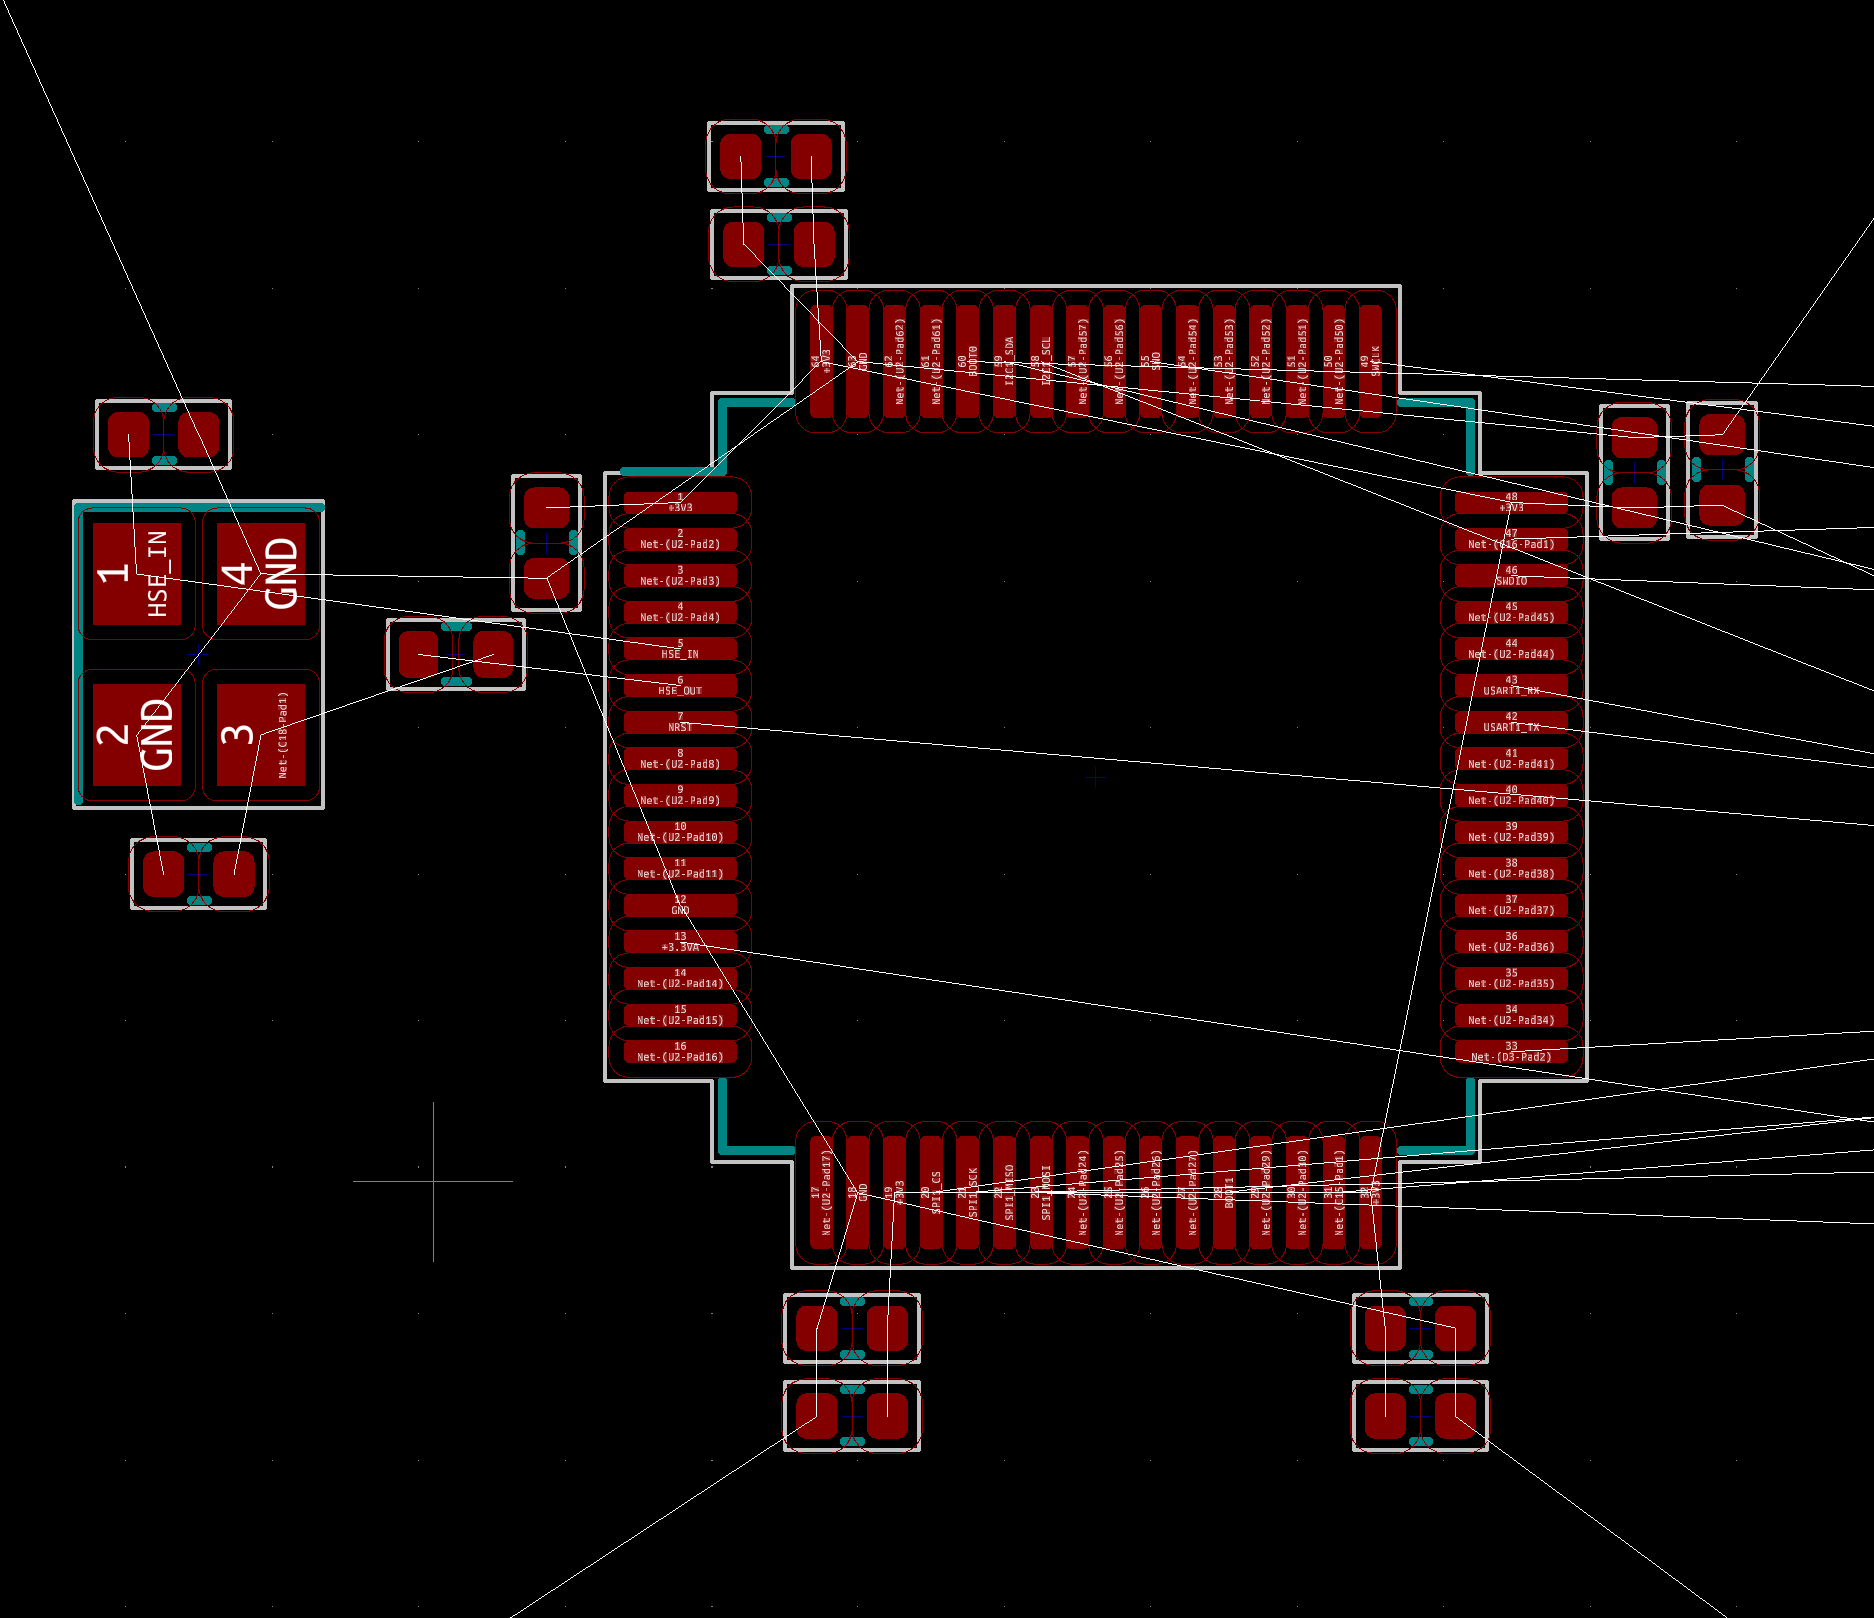 64
+3V3
63
GND
62
Net-(U2-Pad62)
61
Net-(U2-Pad61)
60
BOOT0
59
I2C1_SDA
58
I2C1_SCL
57
Net-(U2-Pad57)
56
Net-(U2-Pad56)
55
SWO
54
Net-(U2-Pad54)
53
Net-(U2-Pad53)
52
Net-(U2-Pad52)
51
Net-(U2-Pad51)
50
Net-(U2-Pad50)
49
SWCLK
1
HSE_IN
4
GND
2
GND
3
Net-(C18-Pad1)
1
+3V3
2
Net-(U2-Pad2)
3
Net-(U2-Pad3)
4
Net-(U2-Pad4)
5
HSE_IN
6
HSE_OUT
7
NRST
8
Net-(U2-Pad8)
9
Net-(U2-Pad9)
10
Net-(U2-Pad10)
11
Net-(U2-Pad11)
12
GND
13
+3.3VA
14
Net-(U2-Pad14)
15
Net-(U2-Pad15)
16
Net-(U2-Pad16)
48
+3V3
47
Net-(C16-Pad1)
46
SWDIO
45
Net-(U2-Pad45)
44
Net-(U2-Pad44)
43
USART1_RX
42
USART1_TX
41
Net-(U2-Pad41)
40
Net-(U2-Pad40)
39
Net-(U2-Pad39)
38
Net-(U2-Pad38)
37
Net-(U2-Pad37)
36
Net-(U2-Pad36)
35
Net-(U2-Pad35)
34
Net-(U2-Pad34)
33
Net-(D3-Pad2)
17
Net-(U2-Pad17)
18
GND
19
+3V3
20
SPI1_CS
21
SPI1_SCK
22
SPI1_MISO
23
SPI1_MOSI
24
Net-(U2-Pad24)
25
Net-(U2-Pad25)
26
Net-(U2-Pad26)
27
Net-(U2-Pad27)
28
BOOT1
29
Net-(U2-Pad29)
30
Net-(U2-Pad30)
31
Net-(C15-Pad1)
32
+3V3